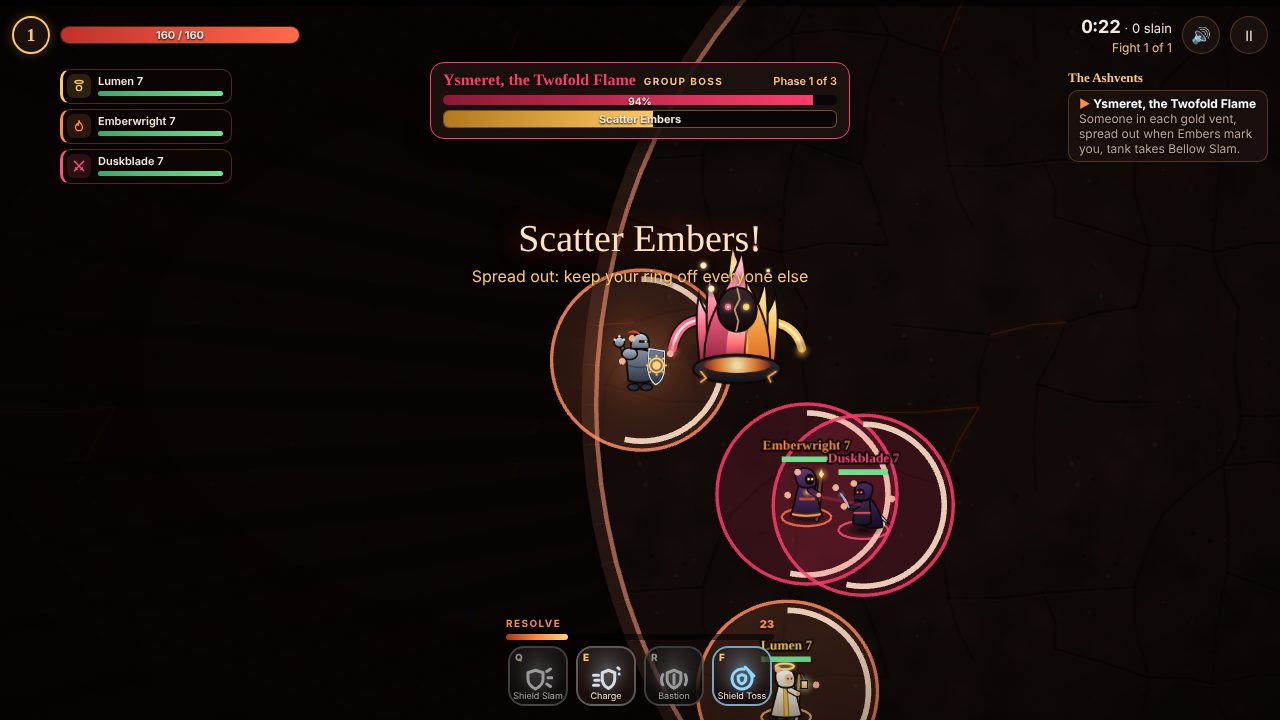 1
160 / 160
Lumen 7
Emberwright 7
Duskblade 7
Ysmeret, the Twofold Flame GROUP BOSS Phase 1 of 3
94%
Scatter Embers
0:22 · 0 slain
Fight 1 of 1
The Ashvents
▶ Ysmeret, the Twofold Flame
Someone in each gold vent,
spread out when Embers mark
you, tank takes Bellow Slam.
Scatter Embers!
Spread out: keep your ring off everyone else
Emberwright 7
Duskblade 7
Lumen 7
RESOLVE 23
Q E R F
Shield Slam Charge Bastion Shield Toss